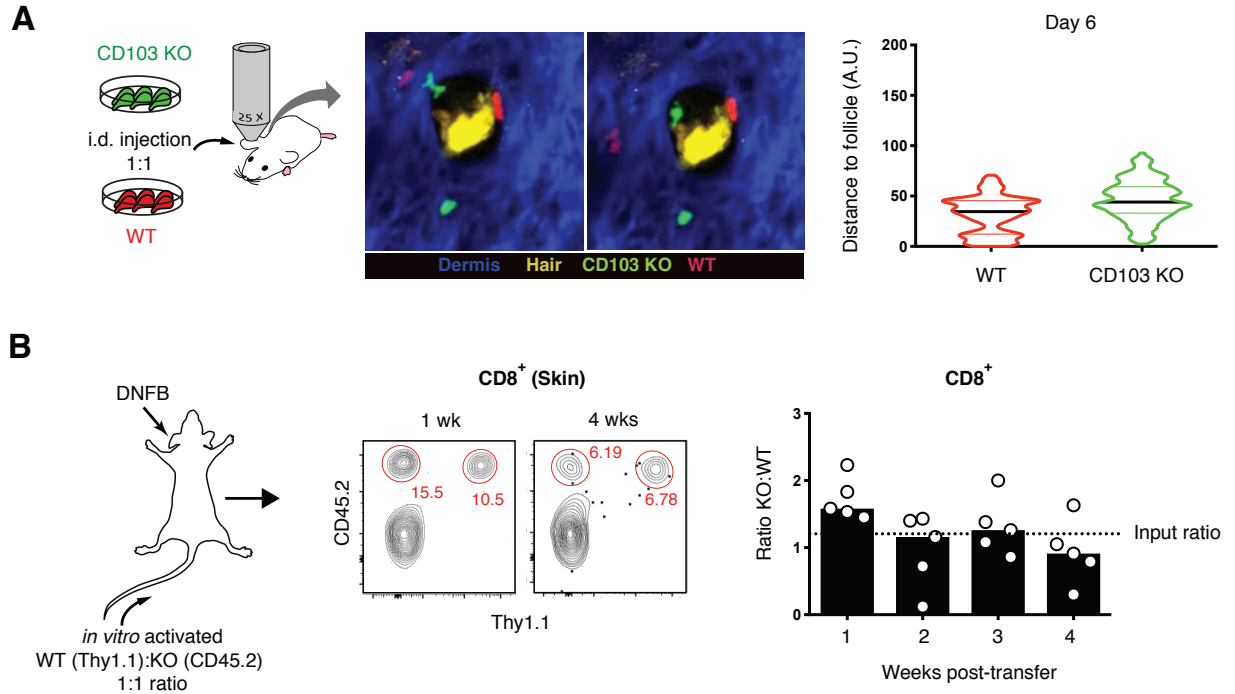 A
CD103 KO
i.d. injection
1:1
WT
25 X
Dermis Hair CD103 KO WT
Day 6
Distance to follicle (A.U.)
200
150
100
50
0
WT CD103 KO
B
DNFB
in vitro activated
WT (Thy1.1):KO (CD45.2)
1:1 ratio
CD8+ (Skin)
1 wk 4 wks
CD45.2
15.5 10.5
6.19
6.78
Thy1.1
CD8+
Ratio KO:WT
3
2
1
0
Input ratio
1 2 3 4
Weeks post-transfer